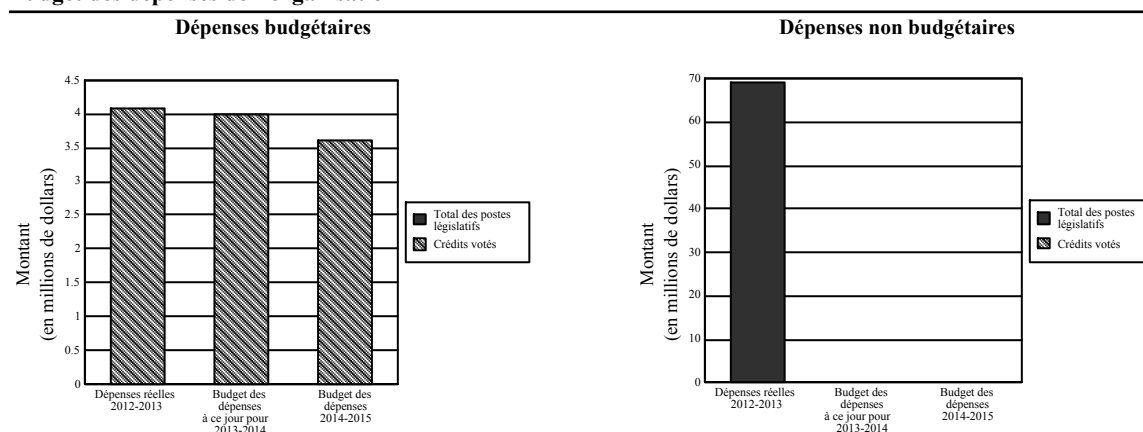 Dépenses budgétaires
Dépenses non budgétaires
4.5
4
3.5
3
2.5
2
1.5
1
0.5
0
Montant
(en millions de dollars)
Dépenses réelles
2012-2013
Budget des
dépenses
à ce jour pour
2013-2014
Budget des
dépenses
2014-2015
Total des postes
législatifs
Crédits votés
70
60
50
40
30
20
10
0
Montant
(en millions de dollars)
Dépenses réelles
2012-2013
Budget des
dépenses
à ce jour pour
2013-2014
Budget des
dépenses
2014-2015
Total des postes
législatifs
Crédits votés